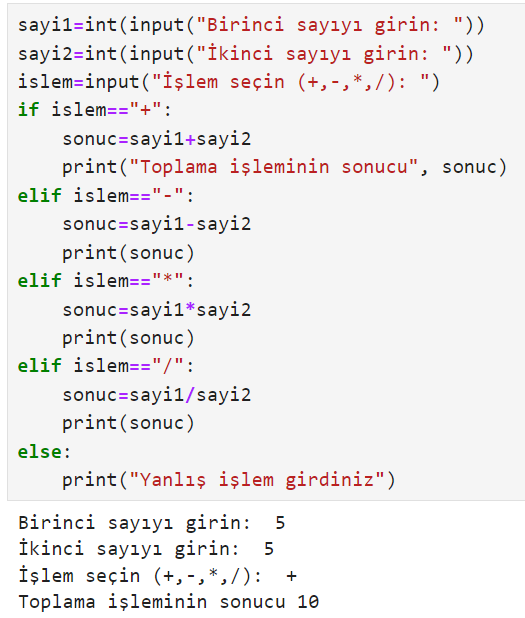 sayi1=int(input("Birinci sayıyı girin: "))
sayi2=int(input("İkinci sayıyı girin: "))
islem=input("İşlem seçin (+,-,*,/): ")
if islem=="+":
    sonuc=sayi1+sayi2
    print("Toplama işleminin sonucu", sonuc)
elif islem=="-":
    sonuc=sayi1-sayi2
    print(sonuc)
elif islem=="*":
    sonuc=sayi1*sayi2
    print(sonuc)
elif islem=="/":
    sonuc=sayi1/sayi2
    print(sonuc)
else:
    print("Yanlış işlem girdiniz")
Birinci sayıyı girin:  5
İkinci sayıyı girin:  5
İşlem seçin (+,-,*,/):  +
Toplama işleminin sonucu 10